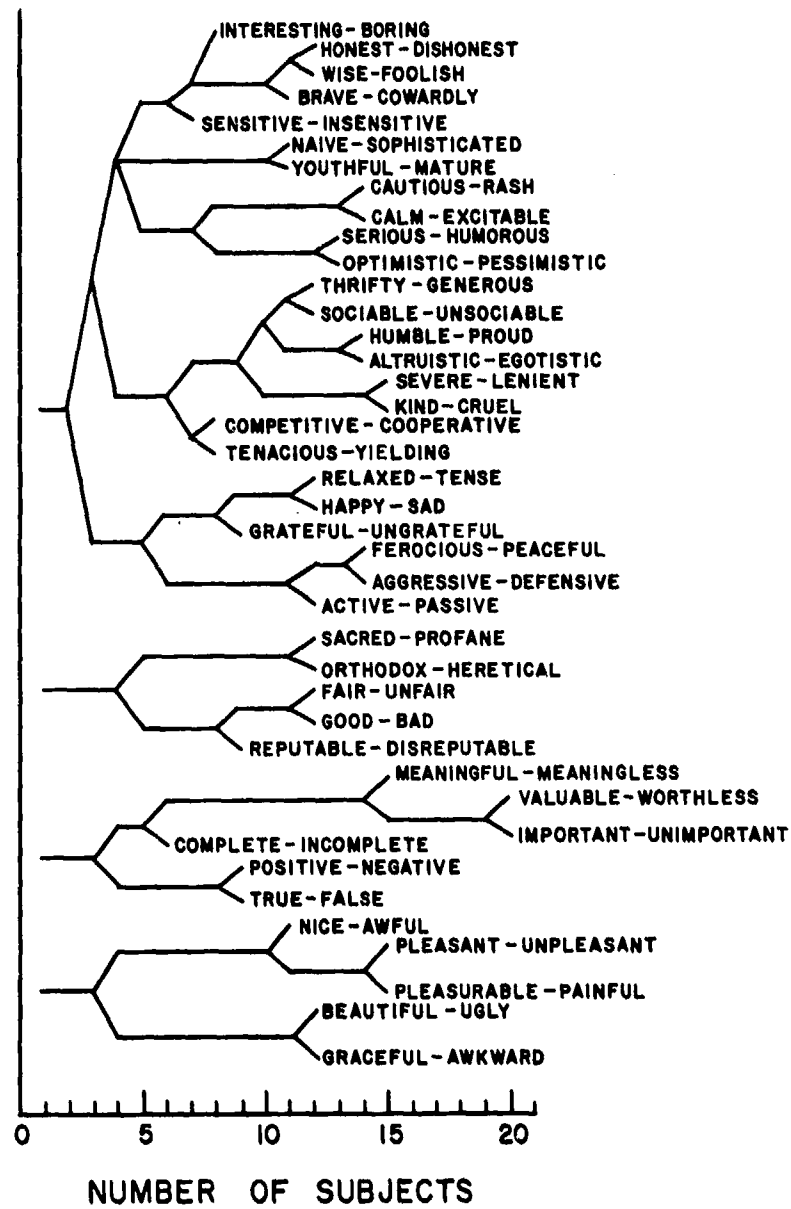 INTERESTING-BORING
HONEST-DISHONEST
WISE-FOOLISH
BRAVE-COWARDLY
SENSITIVE-INSENSITIVE
NAIVE-SOPHISTICATED
YOUTHFUL-MATURE
CAUTIOUS-RASH
CALM-EXCITABLE
SERIOUS-HUMOROUS
OPTIMISTIC-PESSIMISTIC
THRIFTY-GENEROUS
SOCIABLE-UNSOCIABLE
HUMBLE-PROUD
ALTRUISTIC-EGOTISTIC
SEVERE-LENIENT
KIND-CRUEL
COMPETITIVE-COOPERATIVE
TENACIOUS-YIELDING
RELAXED-TENSE
HAPPY-SAD
GRATEFUL-UNGRATEFUL
FEROCIOUS-PEACEFUL
AGGRESSIVE-DEFENSIVE
ACTIVE-PASSIVE
SACRED-PROFANE
ORTHODOX-HERETICAL
FAIR-UNFAIR
GOOD-BAD
REPUTABLE-DISREPUTABLE
MEANINGFUL-MEANINGLESS
VALUABLE-WORTHLESS
IMPORTANT-UNIMPORTANT
COMPLETE-INCOMPLETE
POSITIVE-NEGATIVE
TRUE-FALSE
NICE-AWFUL
PLEASANT-UNPLEASANT
PLEASURABLE-PAINFUL
BEAUTIFUL-UGLY
GRACEFUL-AWKWARD
0 5 10 15 20
NUMBER OF SUBJECTS